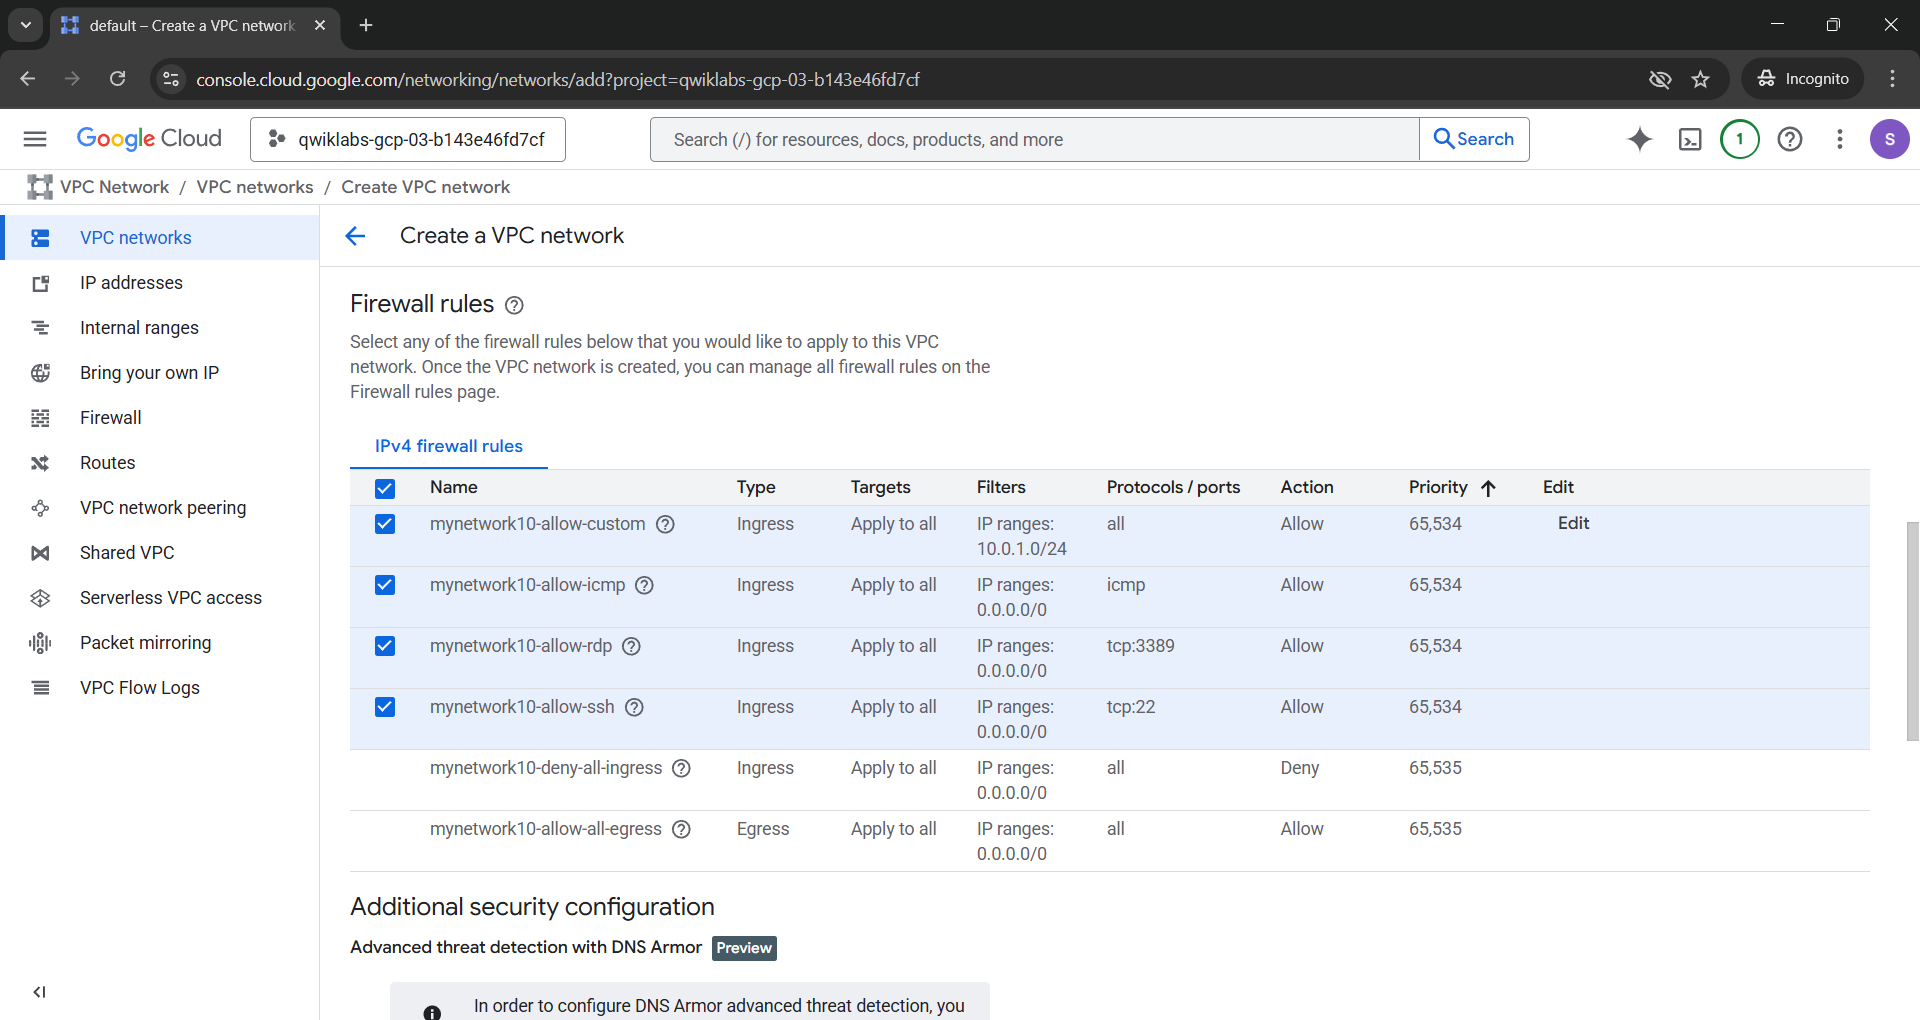 default – Create a VPC network
console.cloud.google.com/networking/networks/add?project=qwiklabs-gcp-03-b143e46fd7cf
Incognito
Google Cloud
qwiklabs-gcp-03-b143e46fd7cf
Search (/) for resources, docs, products, and more
Search
1
S
VPC Network / VPC networks / Create VPC network
VPC networks
IP addresses
Internal ranges
Bring your own IP
Firewall
Routes
VPC network peering
Shared VPC
Serverless VPC access
Packet mirroring
VPC Flow Logs
Create a VPC network
Firewall rules
Select any of the firewall rules below that you would like to apply to this VPC
network. Once the VPC network is created, you can manage all firewall rules on the
Firewall rules page.
IPv4 firewall rules
Name Type Targets Filters Protocols / ports Action Priority Edit
mynetwork10-allow-custom Ingress Apply to all IP ranges: all Allow 65,534 Edit
10.0.1.0/24
mynetwork10-allow-icmp Ingress Apply to all IP ranges: icmp Allow 65,534
0.0.0.0/0
mynetwork10-allow-rdp Ingress Apply to all IP ranges: tcp:3389 Allow 65,534
0.0.0.0/0
mynetwork10-allow-ssh Ingress Apply to all IP ranges: tcp:22 Allow 65,534
0.0.0.0/0
mynetwork10-deny-all-ingress Ingress Apply to all IP ranges: all Deny 65,535
0.0.0.0/0
mynetwork10-allow-all-egress Egress Apply to all IP ranges: all Allow 65,535
0.0.0.0/0
Additional security configuration
Advanced threat detection with DNS Armor Preview
In order to configure DNS Armor advanced threat detection, you